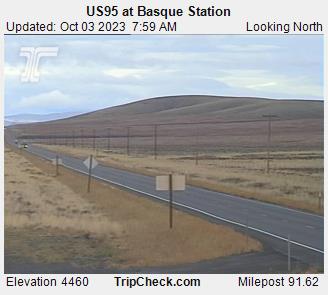 US95 at Basque Station
Updated: Oct 03 2023 7:59 AM Looking North
Elevation 4460 TripCheck.com Milepost 91.62